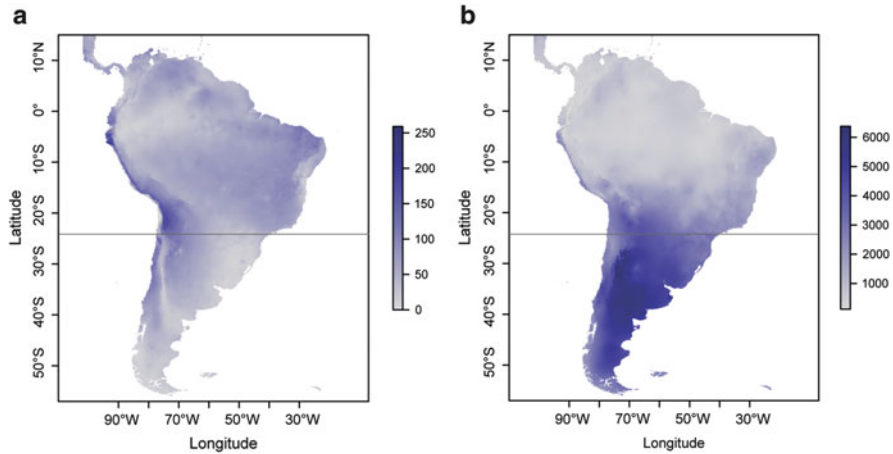 a
10°N
0°
10°S
20°S
30°S
40°S
50°S
Latitude
90°W
70°W
50°W
30°W
Longitude
250
200
150
100
50
0
b
10°N
0°
10°S
20°S
30°S
40°S
50°S
Latitude
90°W
70°W
50°W
30°W
Longitude
6000
5000
4000
3000
2000
1000